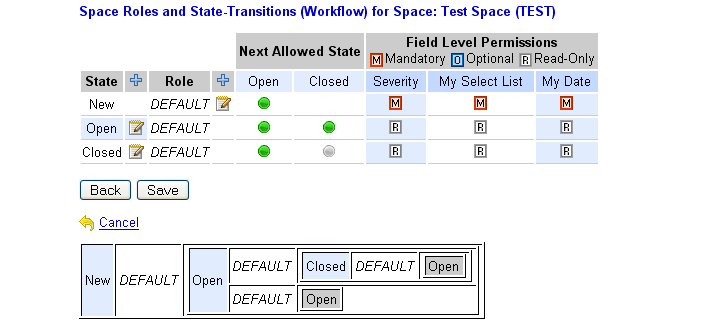 Space Roles and State-Transitions (Workflow) for Space: Test Space (TEST)
Next Allowed State Field Level Permissions
M Mandatory O Optional R Read-Only
State Role Open Closed Severity My Select List My Date
New DEFAULT M M M
Open DEFAULT R R R
Closed DEFAULT R R R
Back Save
Cancel
New DEFAULT Open DEFAULT Closed DEFAULT Open
DEFAULT Open